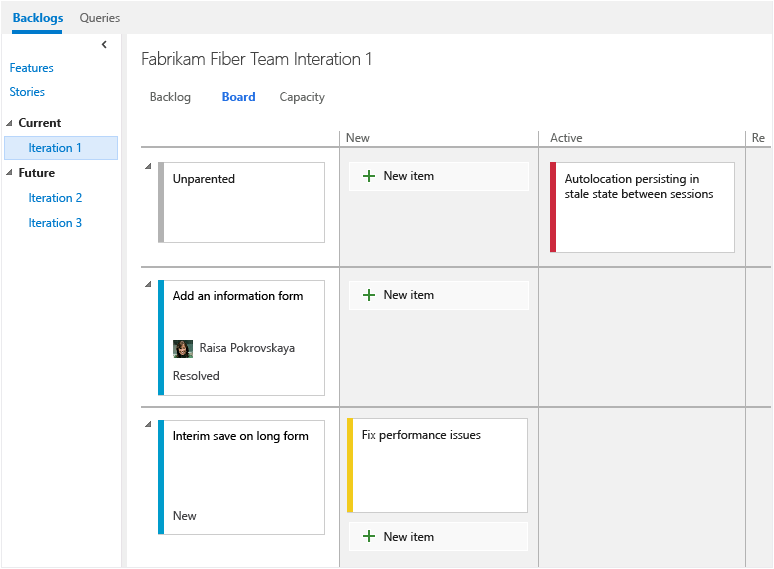 Backlogs Queries
Features
Stories
Current
Iteration 1
Future
Iteration 2
Iteration 3
Fabrikam Fiber Team Interation 1
Backlog Board Capacity
New Active Re
Unparented
New item
Autolocation persisting in
stale state between sessions
Add an information form
Raisa Pokrovskaya
Resolved
New item
Interim save on long form
New
Fix performance issues
New item